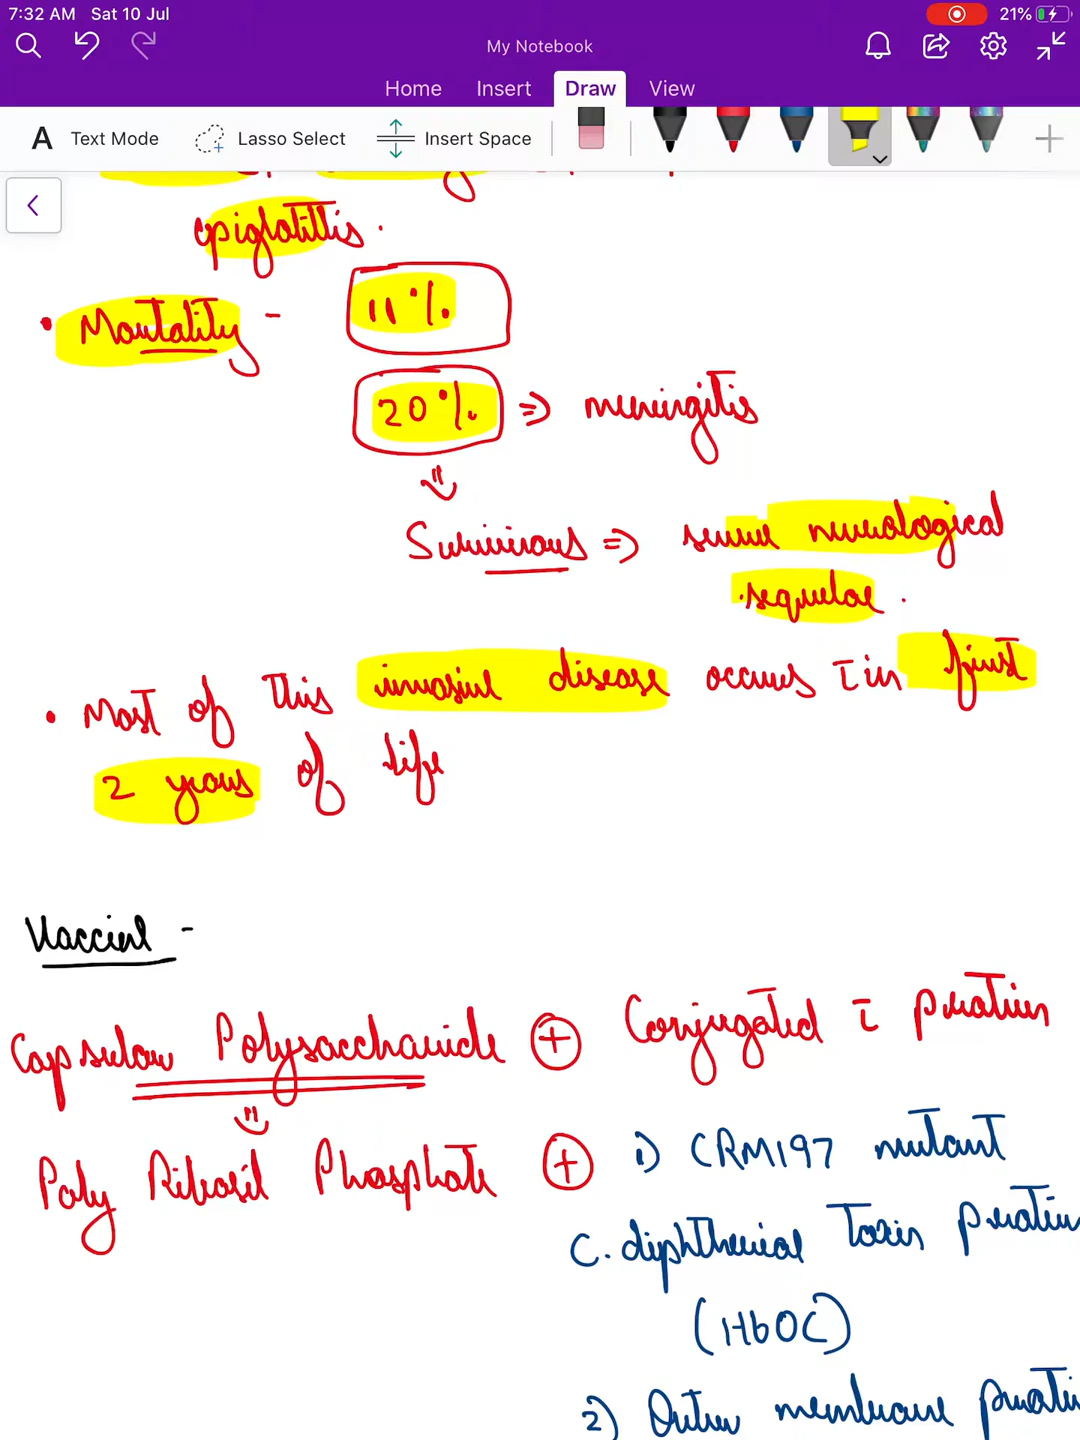 7:32 AM Sat 10 Jul 21%
My Notebook
Home Insert Draw View
A Text Mode Lasso Select Insert Space
epiglotittis.
• Mortality - 11%.
20%. => meningitis
Survivors => severe neurological
sequelae.
• Most of this invasive disease occurs in first
2 years of life
Vaccine -
Capsular Polysaccharide + Conjugated c protein
Poly Ribosil Phosphate + 1) CRM197 mutant
C. diphtheriae Toxin protein
(HbOC)
2) Outer membrane protein